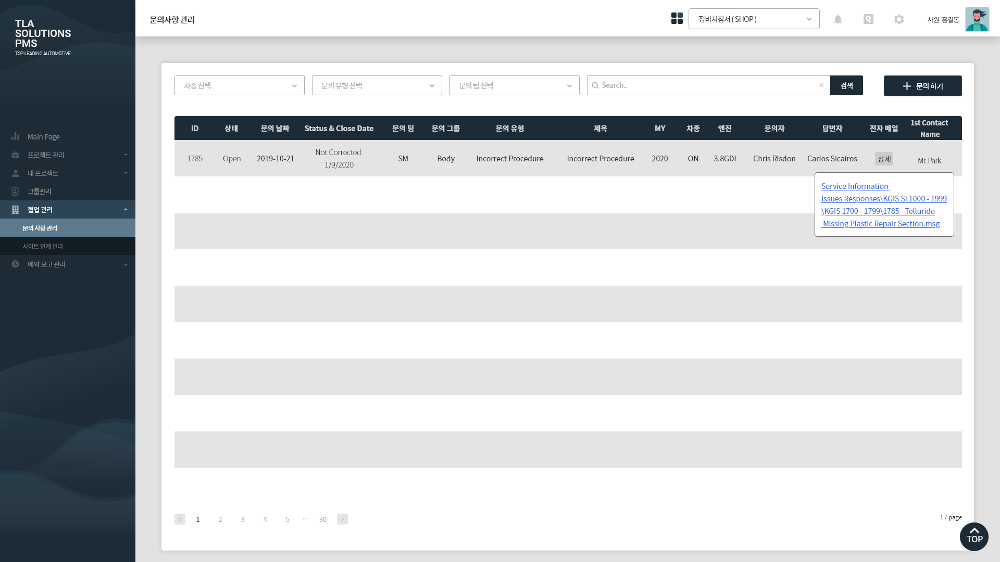 TLA
SOLUTIONS
PMS
TOP LEADING AUTOMOTIVE
Main Page
프로젝트 관리
내 프로젝트
그룹관리
협업 관리
문의 사항 관리
사이트 연계 관리
예약 보고 관리
문의사항 관리
정비지침서 ( SHOP )
Q
사원 홍길동
차종 선택
문의 유형 선택
문의 팀 선택
Search..
검색
문의 하기
ID 상태 문의 날짜 Status & Close Date 문의 팀 문의 그룹 문의 유형 제목 MY 차종 엔진 문의자 답변자 전자 메일 1st Contact
Name
1785 Open 2019-10-21 Not Corrected
1/9/2020
SM Body Incorrect Procedure Incorrect Procedure 2020 ON 3.8GDI Chris Risdon Carlos Sicairos 상세 Mr. Park
Service Information
Issues Responses\KGIS SI 1000 - 1999
\KGIS 1700 - 1799\1785 - Telluride
Missing Plastic Repair Section.msg
1 2 3 4 5 ··· 30
1 / page
TOP